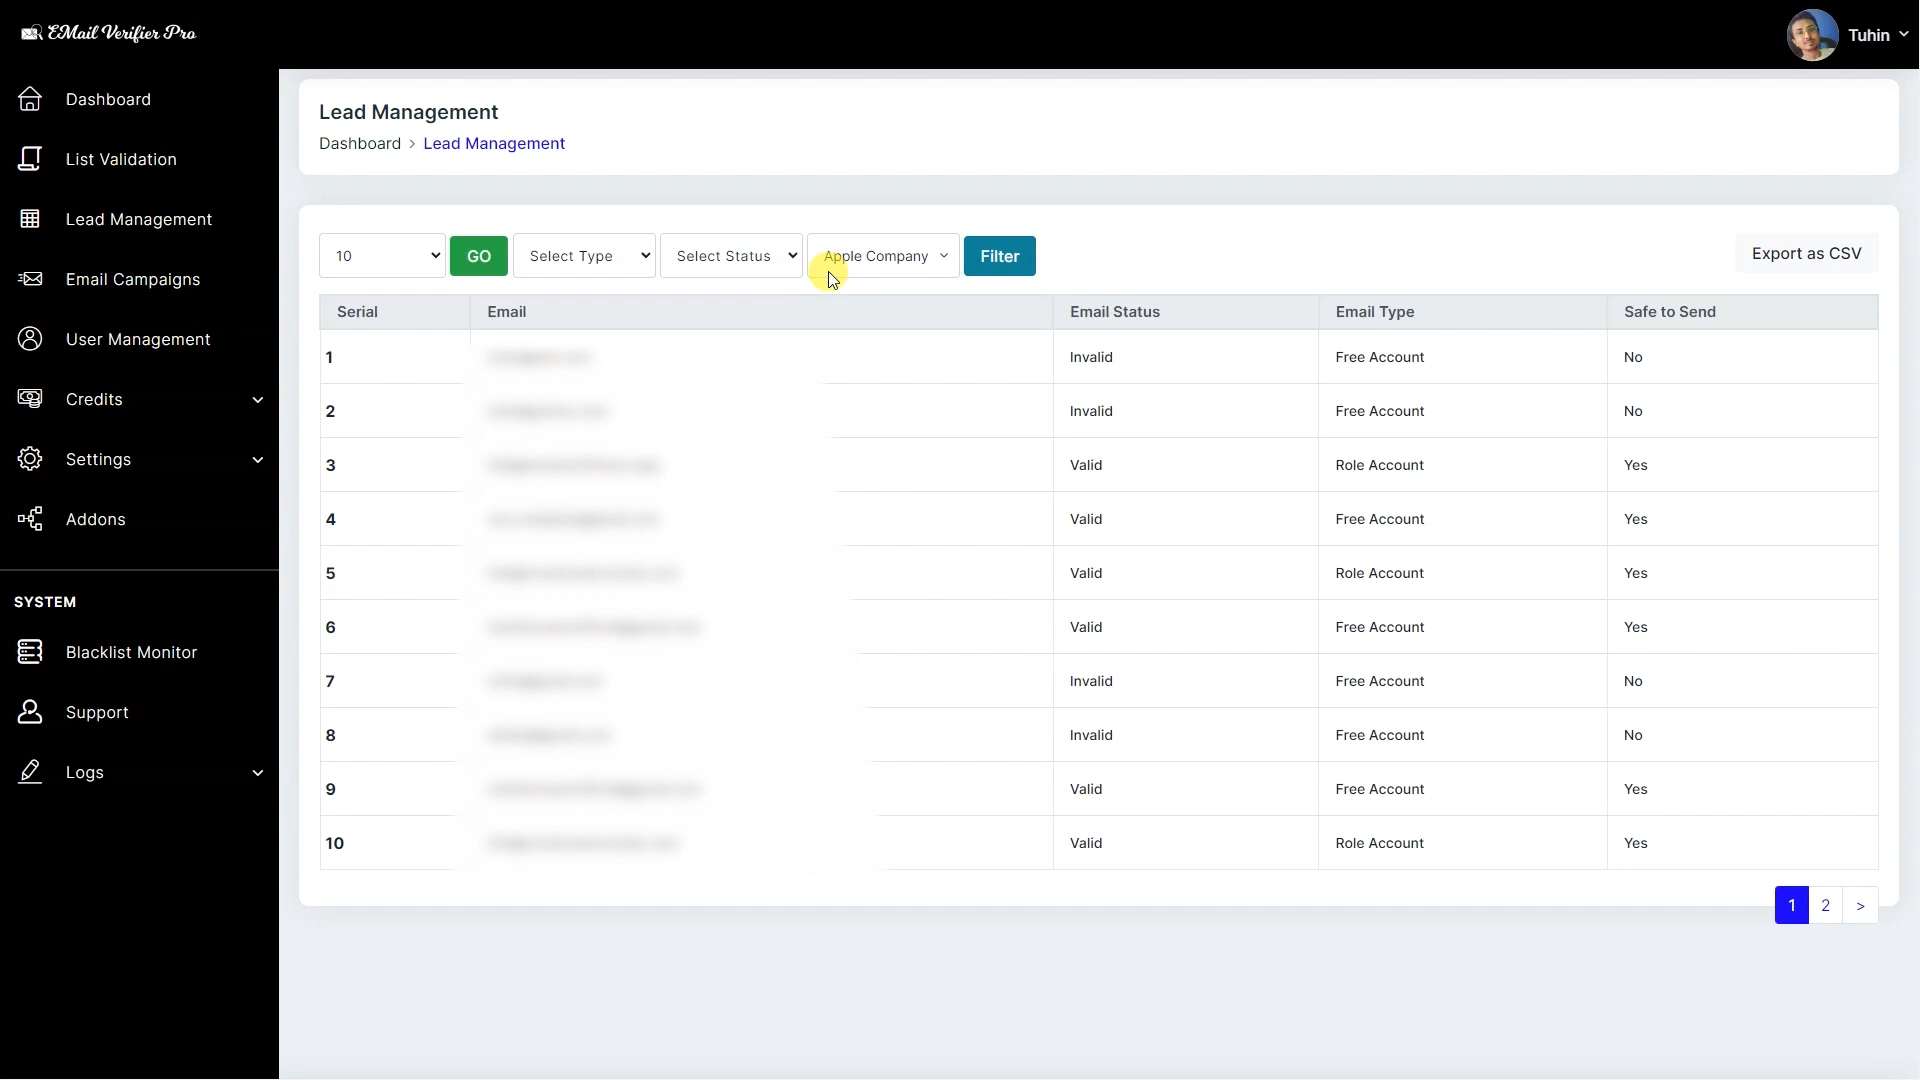 EMail Verifier Pro
Tuhin
Dashboard
List Validation
Lead Management
Email Campaigns
User Management
Credits
Settings
Addons
SYSTEM
Blacklist Monitor
Support
Logs
Lead Management
Dashboard > Lead Management
10 GO Select Type Select Status Apple Company Filter Export as CSV
Serial Email Email Status Email Type Safe to Send
1 Invalid Free Account No
2 Invalid Free Account No
3 Valid Role Account Yes
4 Valid Free Account Yes
5 Valid Role Account Yes
6 Valid Free Account Yes
7 Invalid Free Account No
8 Invalid Free Account No
9 Valid Free Account Yes
10 Valid Role Account Yes
1 2 >